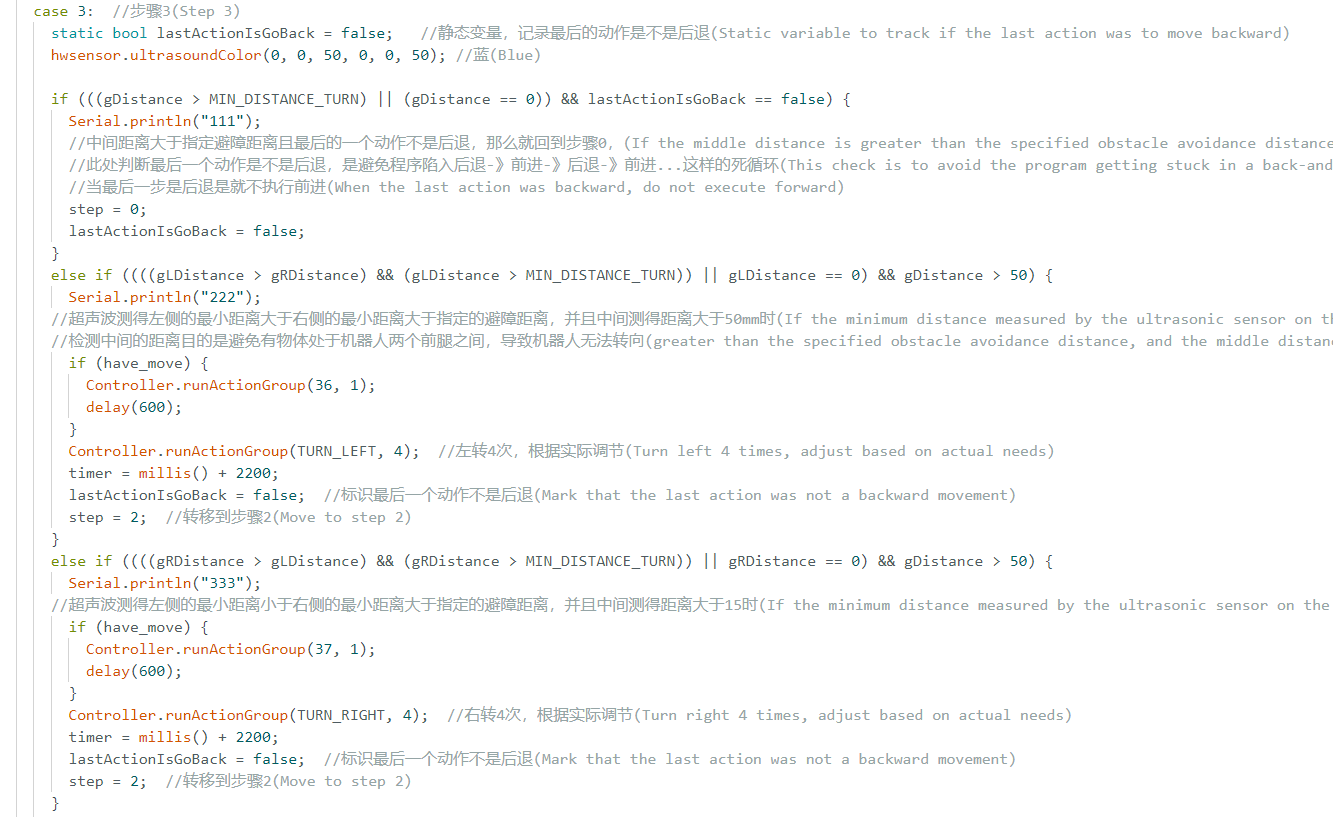 case 3:  //步骤3(Step 3)
static bool lastActionIsGoBack = false;   //静态变量，记录最后的动作是不是后退(Static variable to track if the last action was to move backward)
hwsensor.ultrasoundColor(0, 0, 50, 0, 0, 50); //蓝(Blue)
if (((gDistance > MIN_DISTANCE_TURN) || (gDistance == 0)) && lastActionIsGoBack == false) {
Serial.println("111");
//中间距离大于指定避障距离且最后的一个动作不是后退，那么就回到步骤0，(If the middle distance is greater than the specified obstacle avoidance distance
//此处判断最后一个动作是不是后退，是避免程序陷入后退-》前进-》后退-》前进...这样的死循环(This check is to avoid the program getting stuck in a back-and
//当最后一步是后退是就不执行前进(When the last action was backward, do not execute forward)
step = 0;
lastActionIsGoBack = false;
}
else if ((((gLDistance > gRDistance) && (gLDistance > MIN_DISTANCE_TURN)) || gLDistance == 0) && gDistance > 50) {
Serial.println("222");
//超声波测得左侧的最小距离大于右侧的最小距离大于指定的避障距离，并且中间测得距离大于50mm时(If the minimum distance measured by the ultrasonic sensor on th
//检测中间的距离目的是避免有物体处于机器人两个前腿之间，导致机器人无法转向(greater than the specified obstacle avoidance distance, and the middle distan
if (have_move) {
Controller.runActionGroup(36, 1);
delay(600);
}
Controller.runActionGroup(TURN_LEFT, 4);  //左转4次，根据实际调节(Turn left 4 times, adjust based on actual needs)
timer = millis() + 2200;
lastActionIsGoBack = false;  //标识最后一个动作不是后退(Mark that the last action was not a backward movement)
step = 2;  //转移到步骤2(Move to step 2)
}
else if ((((gRDistance > gLDistance) && (gRDistance > MIN_DISTANCE_TURN)) || gRDistance == 0) && gDistance > 50) {
Serial.println("333");
//超声波测得左侧的最小距离小于右侧的最小距离大于指定的避障距离，并且中间测得距离大于15时(If the minimum distance measured by the ultrasonic sensor on the
if (have_move) {
Controller.runActionGroup(37, 1);
delay(600);
}
Controller.runActionGroup(TURN_RIGHT, 4);  //右转4次，根据实际调节(Turn right 4 times, adjust based on actual needs)
timer = millis() + 2200;
lastActionIsGoBack = false;  //标识最后一个动作不是后退(Mark that the last action was not a backward movement)
step = 2;  //转移到步骤2(Move to step 2)
}